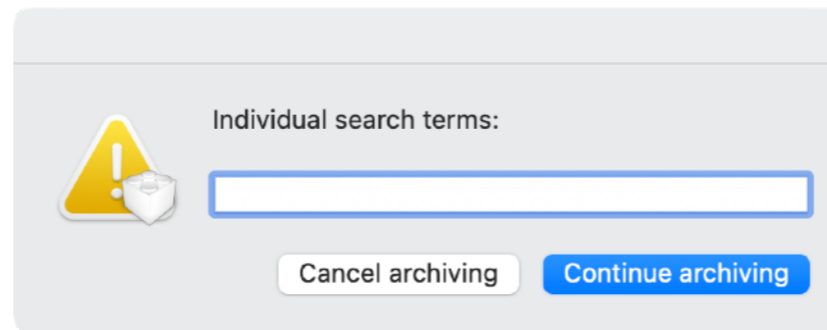 Individual search terms:
Cancel archiving
Continue archiving